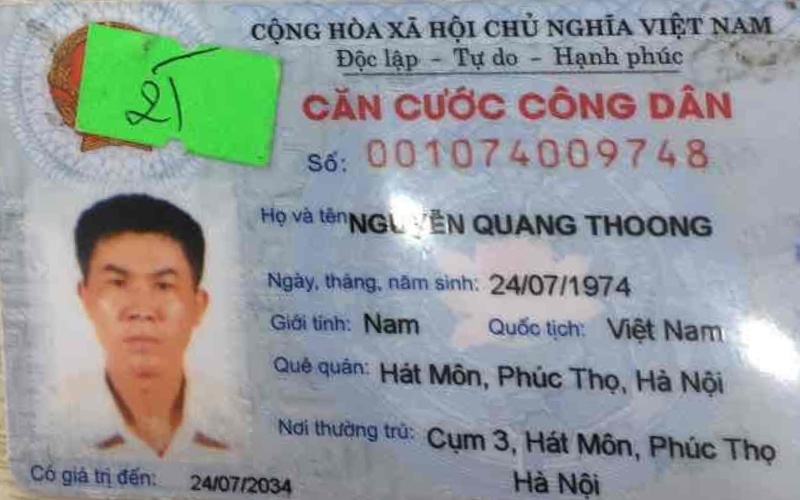 CỘNG HÒA XÃ HỘI CHỦ NGHĨA VIỆT NAM
Độc lập - Tự do - Hạnh phúc
21
CĂN CƯỚC CÔNG DÂN
Số: 001074009748
Họ và tên NGUYỄN QUANG THOONG
Ngày, tháng, năm sinh: 24/07/1974
Giới tính: Nam Quốc tịch: Việt Nam
Quê quán: Hát Môn, Phúc Thọ, Hà Nội
Nơi thường trú: Cụm 3, Hát Môn, Phúc Thọ
Hà Nội
Có giá trị đến: 24/07/2034